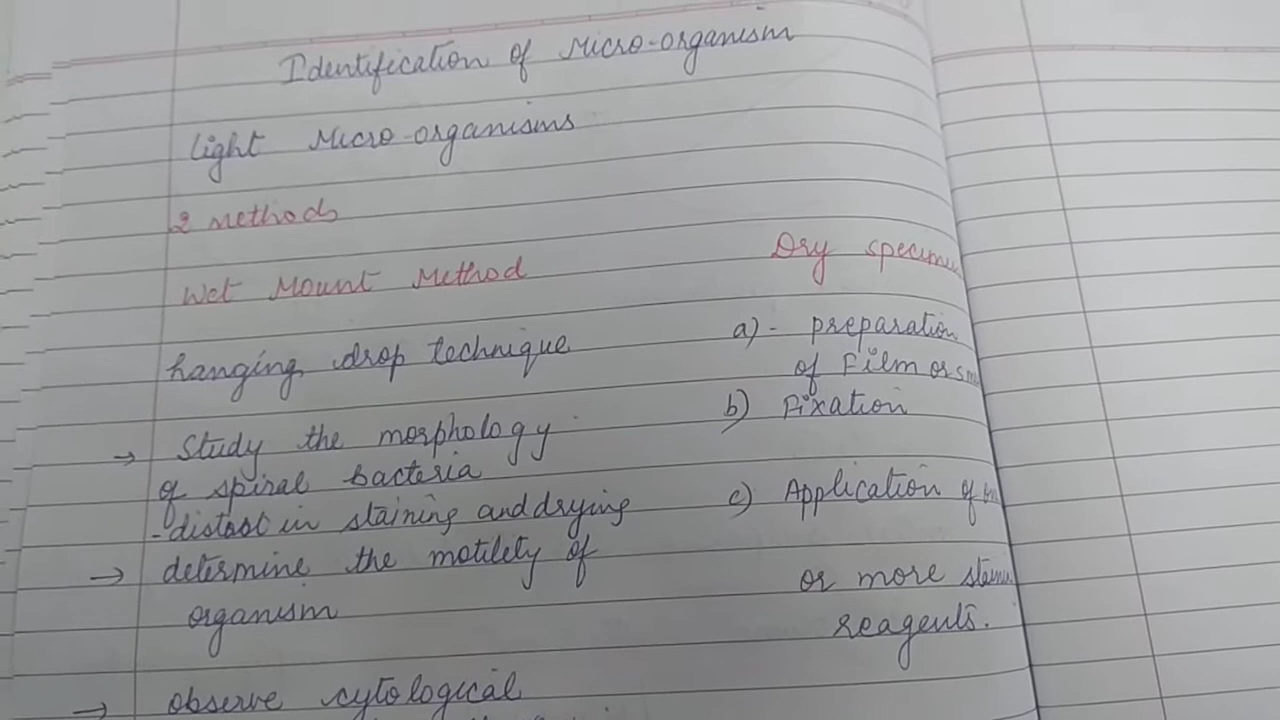 Identification of Micro-organism
Light Micro-organisms
2 Methods
Wet Mount Method
hanging drop technique
→ Study the morphology
of spiral bacteria
- distost in staining and drying
→ determine the motility of
organism
→ observe cytological
Dry
a) - preparation
of Film or
b) Fixation
c) Application of
or more
reagents.